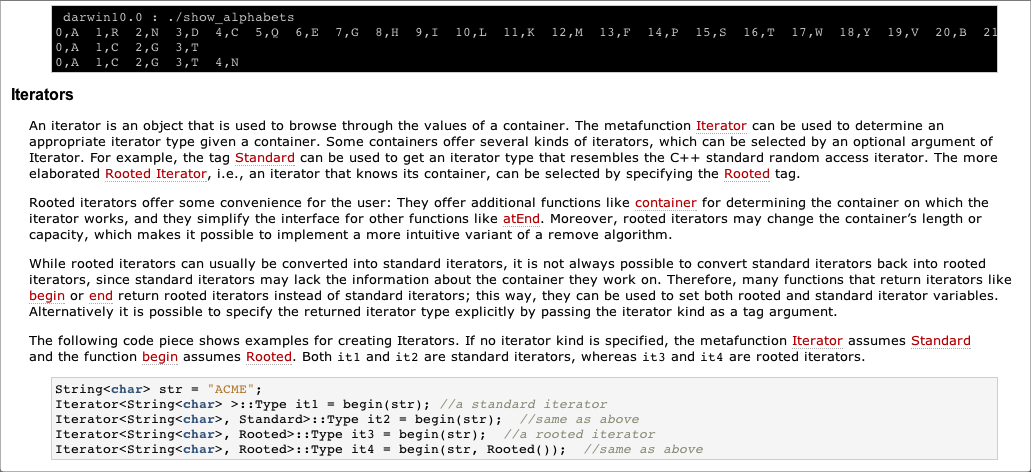 darwin10.0 : ./show_alphabets
0,A 1,R 2,N 3,D 4,C 5,Q 6,E 7,G 8,H 9,I 10,L 11,K 12,M 13,F 14,P 15,S 16,T 17,W 18,Y 19,V 20,B 21
0,A 1,C 2,G 3,T
0,A 1,C 2,G 3,T 4,N
Iterators
An iterator is an object that is used to browse through the values of a container. The metafunction Iterator can be used to determine an
appropriate iterator type given a container. Some containers offer several kinds of iterators, which can be selected by an optional argument of
Iterator. For example, the tag Standard can be used to get an iterator type that resembles the C++ standard random access iterator. The more
elaborated Rooted Iterator, i.e., an iterator that knows its container, can be selected by specifying the Rooted tag.
Rooted iterators offer some convenience for the user: They offer additional functions like container for determining the container on which the
iterator works, and they simplify the interface for other functions like atEnd. Moreover, rooted iterators may change the container's length or
capacity, which makes it possible to implement a more intuitive variant of a remove algorithm.
While rooted iterators can usually be converted into standard iterators, it is not always possible to convert standard iterators back into rooted
iterators, since standard iterators may lack the information about the container they work on. Therefore, many functions that return iterators like
begin or end return rooted iterators instead of standard iterators; this way, they can be used to set both rooted and standard iterator variables.
Alternatively it is possible to specify the returned iterator type explicitly by passing the iterator kind as a tag argument.
The following code piece shows examples for creating Iterators. If no iterator kind is specified, the metafunction Iterator assumes Standard
and the function begin assumes Rooted. Both it1 and it2 are standard iterators, whereas it3 and it4 are rooted iterators.
String<char> str = "ACME";
Iterator<String<char> >::Type it1 = begin(str); //a standard iterator
Iterator<String<char>, Standard>::Type it2 = begin(str); //same as above
Iterator<String<char>, Rooted>::Type it3 = begin(str); //a rooted iterator
Iterator<String<char>, Rooted>::Type it4 = begin(str, Rooted()); //same as above